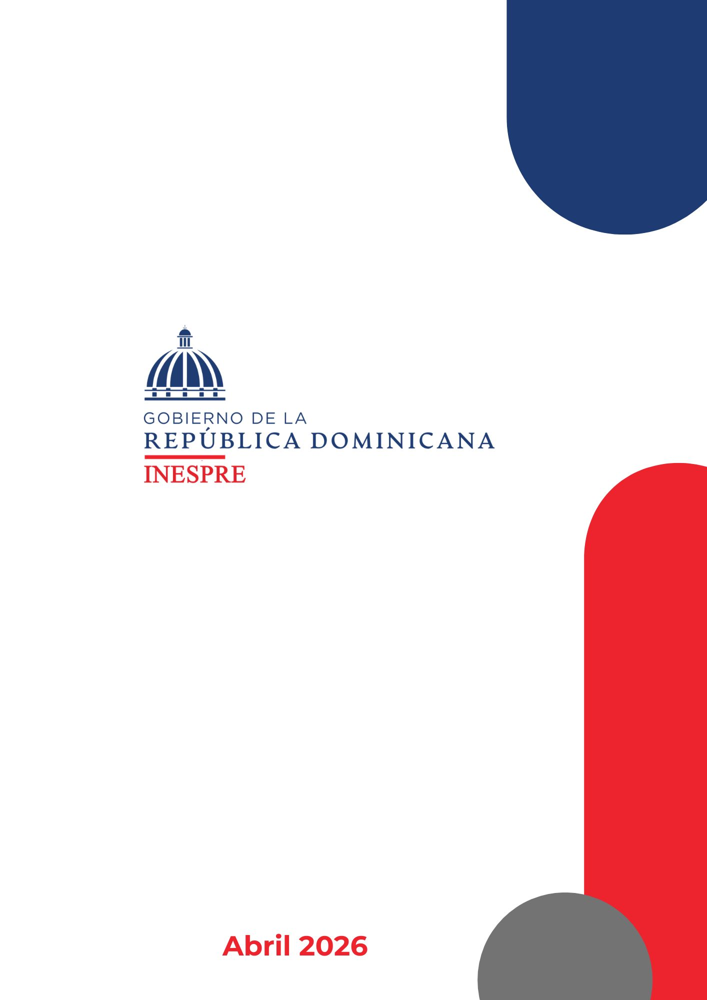 GOBIERNO DE LA
REPÚBLICA DOMINICANA
INESPRE
Abril 2026